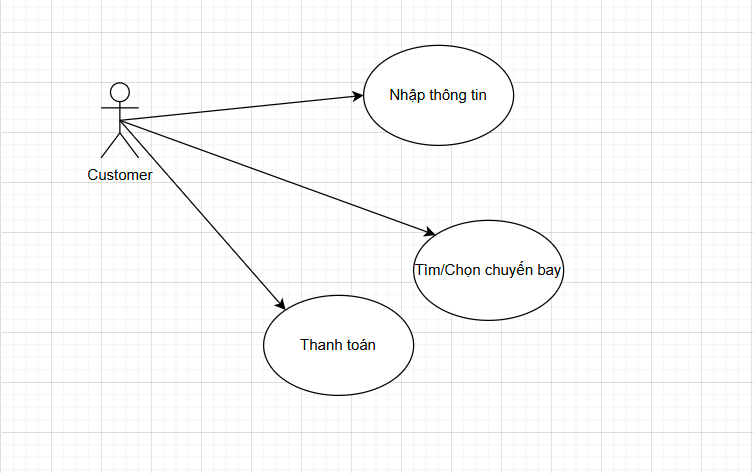 Nhập thông tin
Customer
Tìm/Chọn chuyến bay
Thanh toán